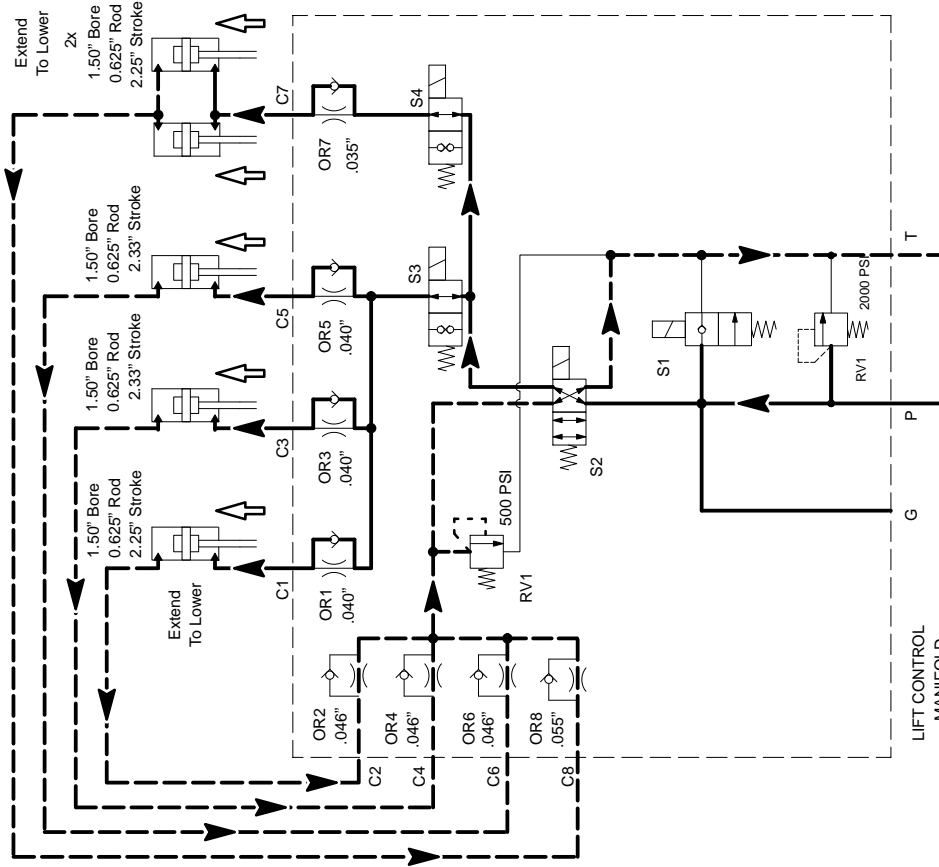 Extend
To Lower
2x
1.50” Bore
0.625” Rod
2.25” Stroke
1.50” Bore
0.625” Rod
2.33” Stroke
1.50” Bore
0.625” Rod
2.33” Stroke
1.50” Bore
0.625” Rod
2.25” Stroke
Extend
To Lower
C7
C5
C3
C1
OR7
.035”
OR5
.040”
OR3
.040”
OR1
.040”
S4
S3
OR2
.046”
OR4
.046”
OR6
.046”
OR8
.055”
C2
C4
C6
C8
500 PSI
RV1
S2
S1
2000 PSI
RV1
T
P
G
LIFT CONTROL
MANIFOLD